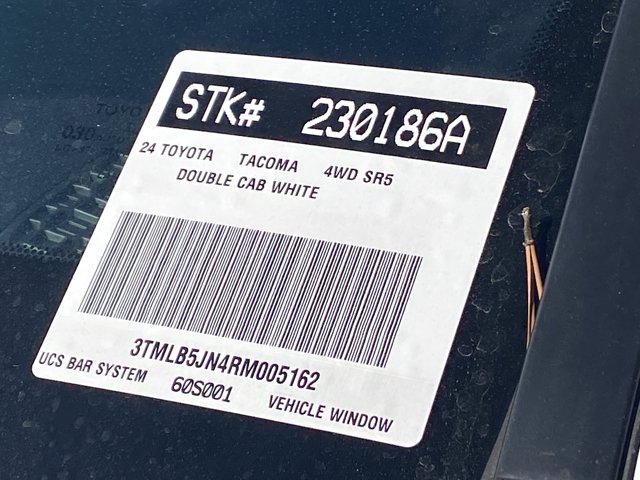 STK# 230186A
24 TOYOTA TACOMA 4WD SR5
DOUBLE CAB WHITE
3TMLB5JN4RM005162
UCS BAR SYSTEM 60S001 VEHICLE WINDOW